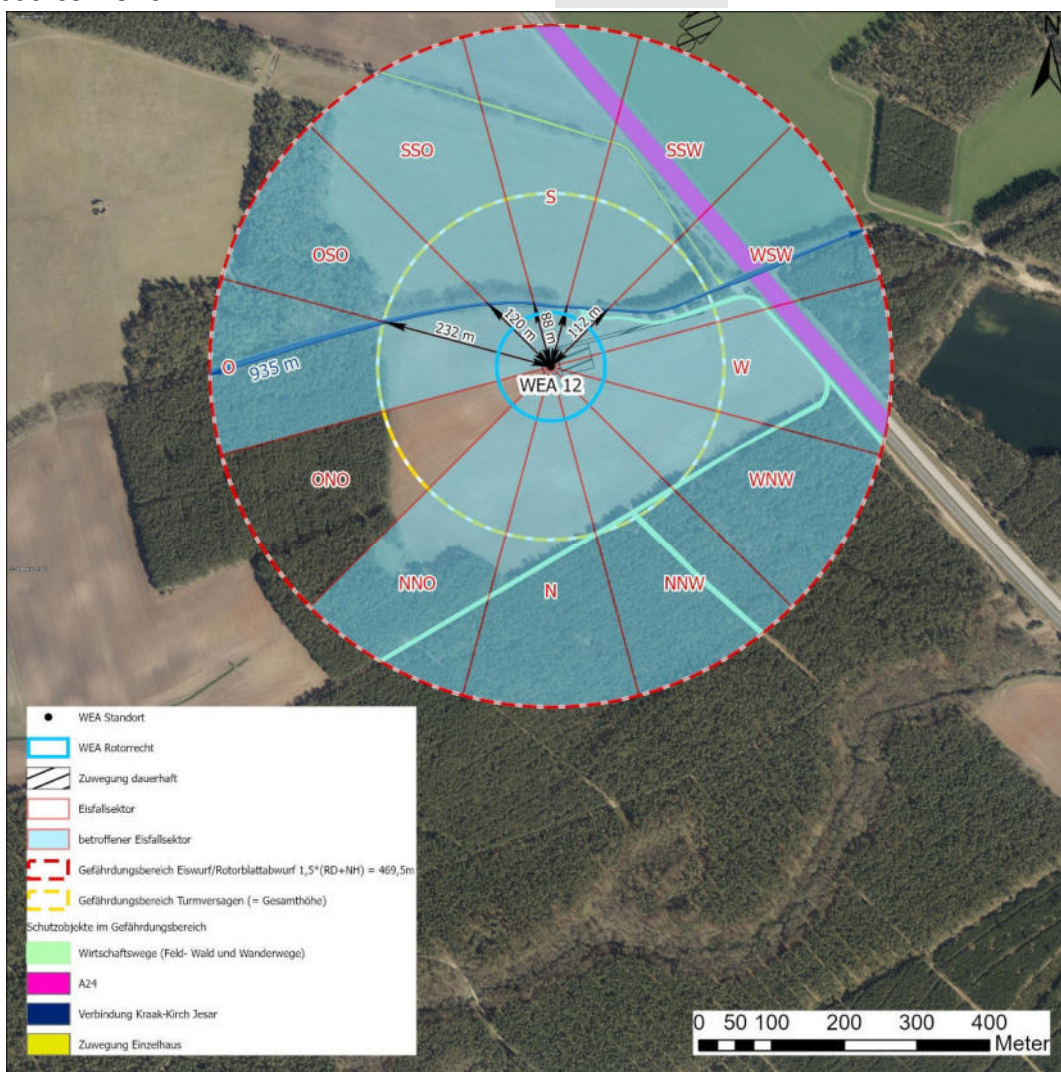 N
SSO
SSW
S
OSO
WSW
232 m
120 m
88 m
112 m
O
935 m
W
WEA 12
ONO
WNW
NNO
N
NNW
WEA Standort
WEA Rotorrecht
Zuwegung dauerhaft
Eisfallsektor
betroffener Eisfallsektor
Gefährdungsbereich Eiswurf/Rotorblattabwurf 1,5*(RD+NH) = 469,5m
Gefährdungsbereich Turmversagen (= Gesamthöhe)
Schutzobjekte im Gefährdungsbereich
Wirtschaftswege (Feld- Wald und Wanderwege)
A24
Verbindung Kraak-Kirch Jesar
Zuwegung Einzelhaus
0 50 100 200 300 400
Meter